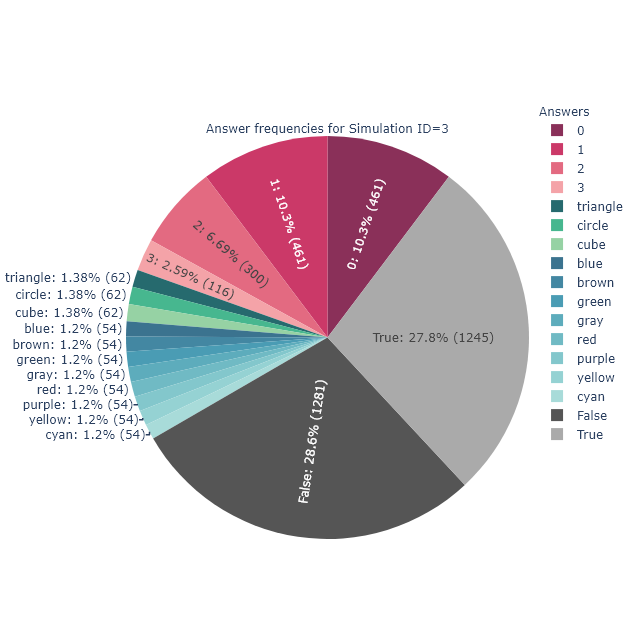 Answer frequencies for Simulation ID=3
Answers
0
1
2
3
triangle
circle
cube
blue
brown
green
gray
red
purple
yellow
cyan
False
True
0: 10.3% (461)
1: 10.3% (461)
2: 6.69% (300)
3: 2.59% (116)
triangle: 1.38% (62)
circle: 1.38% (62)
cube: 1.38% (62)
blue: 1.2% (54)
brown: 1.2% (54)
green: 1.2% (54)
gray: 1.2% (54)
red: 1.2% (54)
purple: 1.2% (54)
yellow: 1.2% (54)
cyan: 1.2% (54)
False: 28.6% (1281)
True: 27.8% (1245)